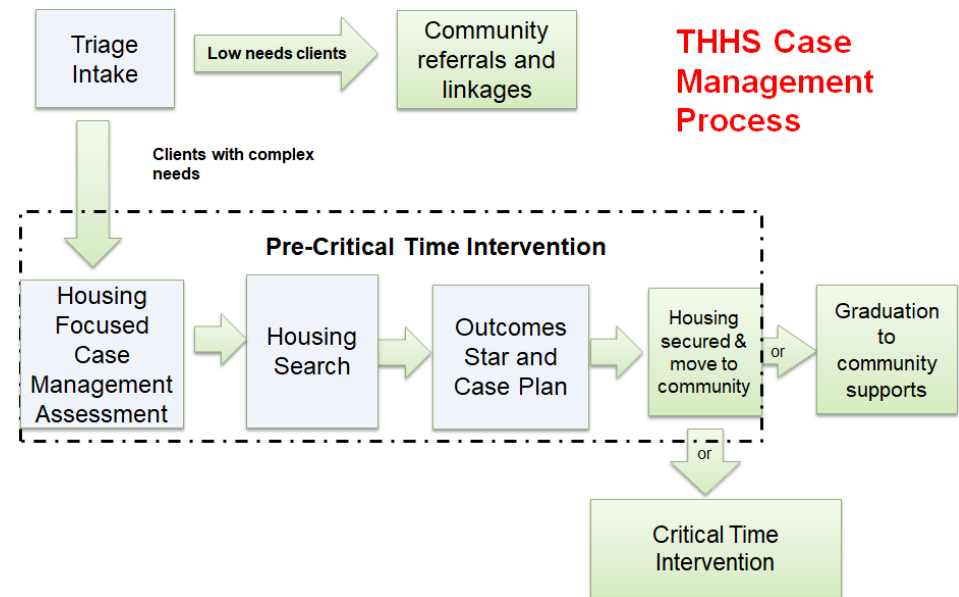 Triage
Intake
Low needs clients
Community
referrals and
linkages
THHS Case
Management
Process
Clients with complex
needs
Pre-Critical Time Intervention
Housing
Focused
Case
Management
Assessment
Housing
Search
Outcomes
Star and
Case Plan
Housing
secured &
move to
community
or
Graduation
to
community
supports
or
Critical Time
Intervention